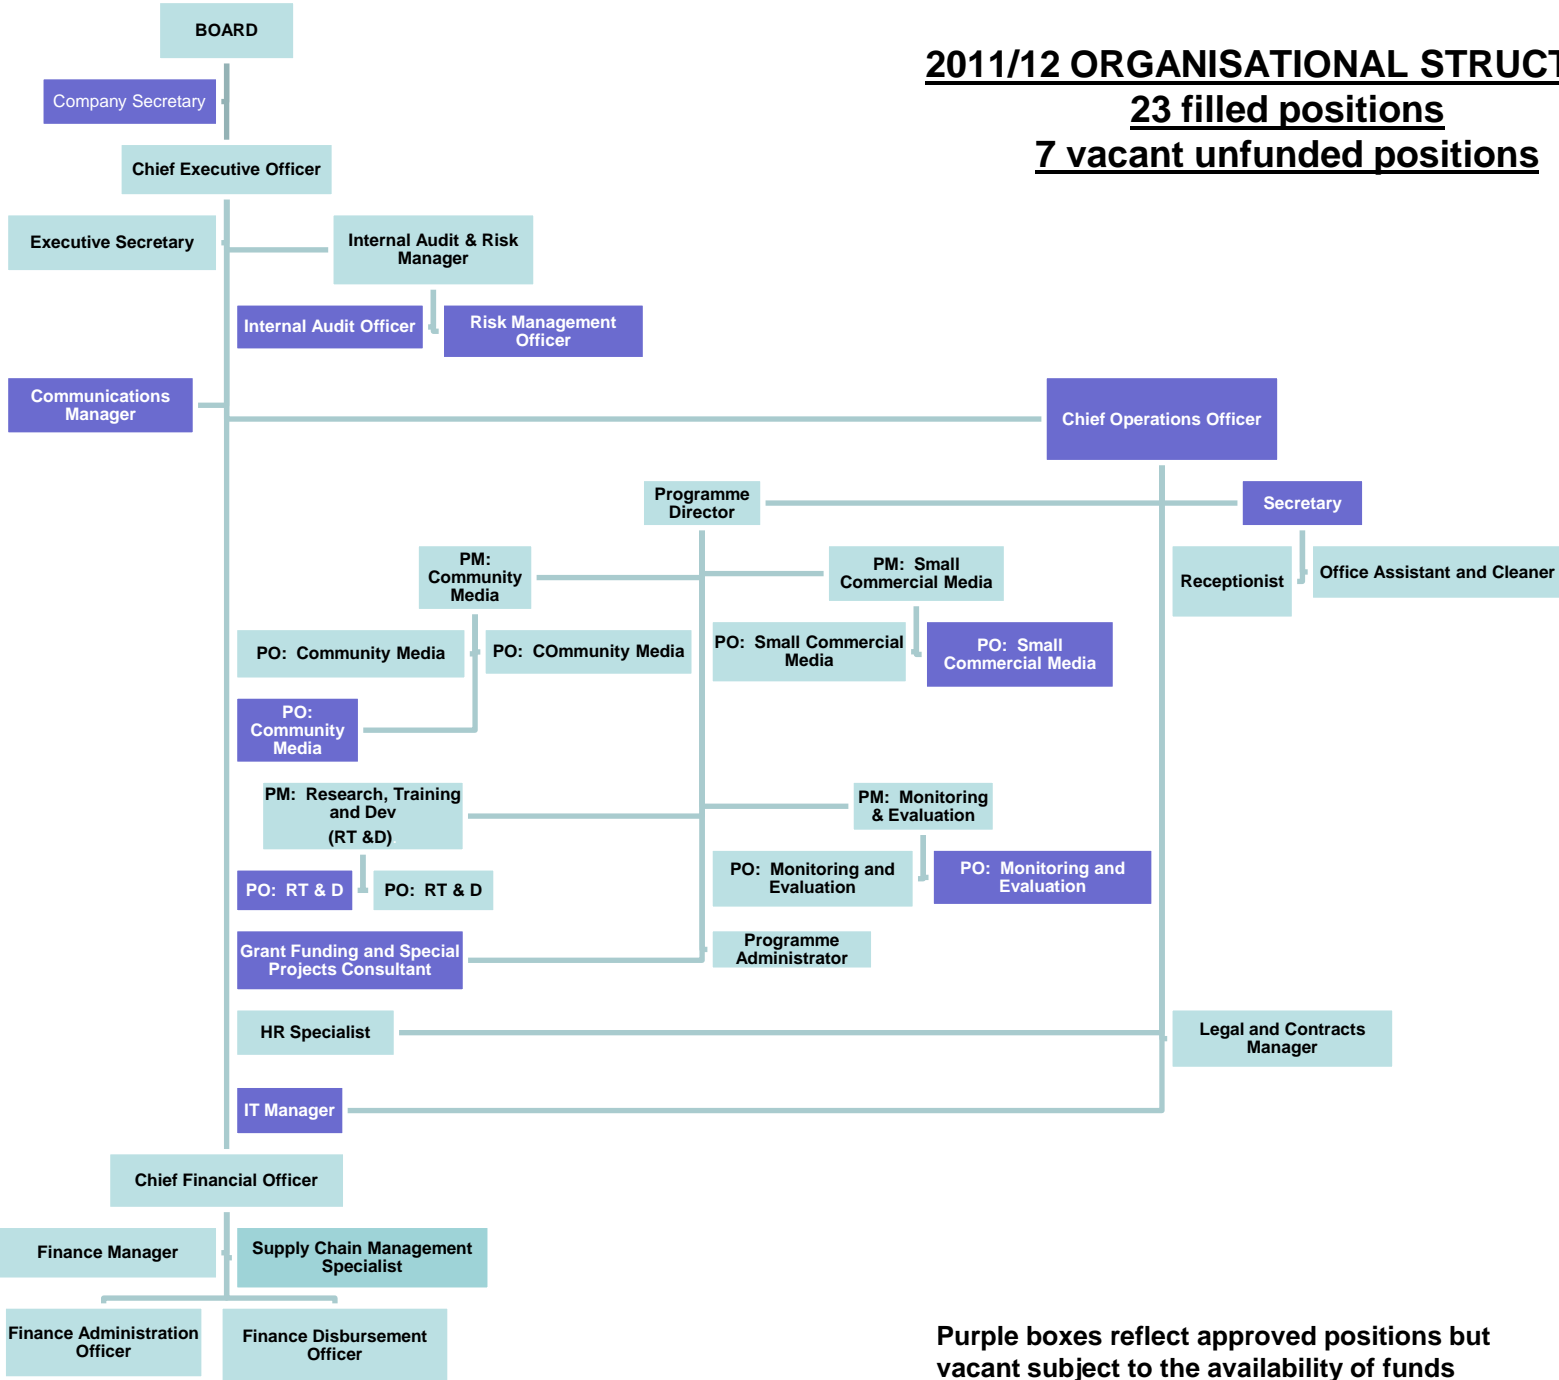 BOARD
2011/12 ORGANISATIONAL STRUCT
23 filled positions
7 vacant unfunded positions
Company Secretary
Chief Executive Officer
Executive Secretary
Internal Audit & Risk
Manager
Internal Audit Officer
Risk Management
Officer
Communications
Manager
Chief Operations Officer
Programme
Director
Secretary
PM:
Community
Media
PM:  Small
Commercial Media
Receptionist
Office Assistant and Cleaner
PO:  Community Media
PO:  COmmunity Media
PO:  Small Commercial
Media
PO:  Small
Commercial Media
PO:
Community
Media
PM:  Research, Training
and Dev
(RT &D)
PM:  Monitoring
& Evaluation
PO:  RT & D
PO:  RT & D
PO:  Monitoring and
Evaluation
PO:  Monitoring and
Evaluation
Grant Funding and Special
Projects Consultant
Programme
Administrator
HR Specialist
Legal and Contracts
Manager
IT Manager
Chief Financial Officer
Finance Manager
Supply Chain Management
Specialist
Finance Administration
Officer
Finance Disbursement
Officer
Purple boxes reflect approved positions but
vacant subject to the availability of funds